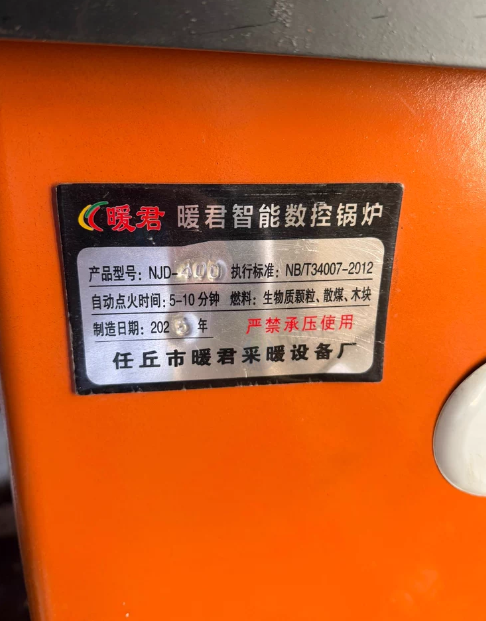 暖君 暖君智能数控锅炉
产品型号: NJD-400 执行标准: NB/T34007-2012
自动点火时间: 5-10分钟 燃料: 生物质颗粒、散煤、木块
制造日期: 202 年 严禁承压使用
任丘市暖君采暖设备厂